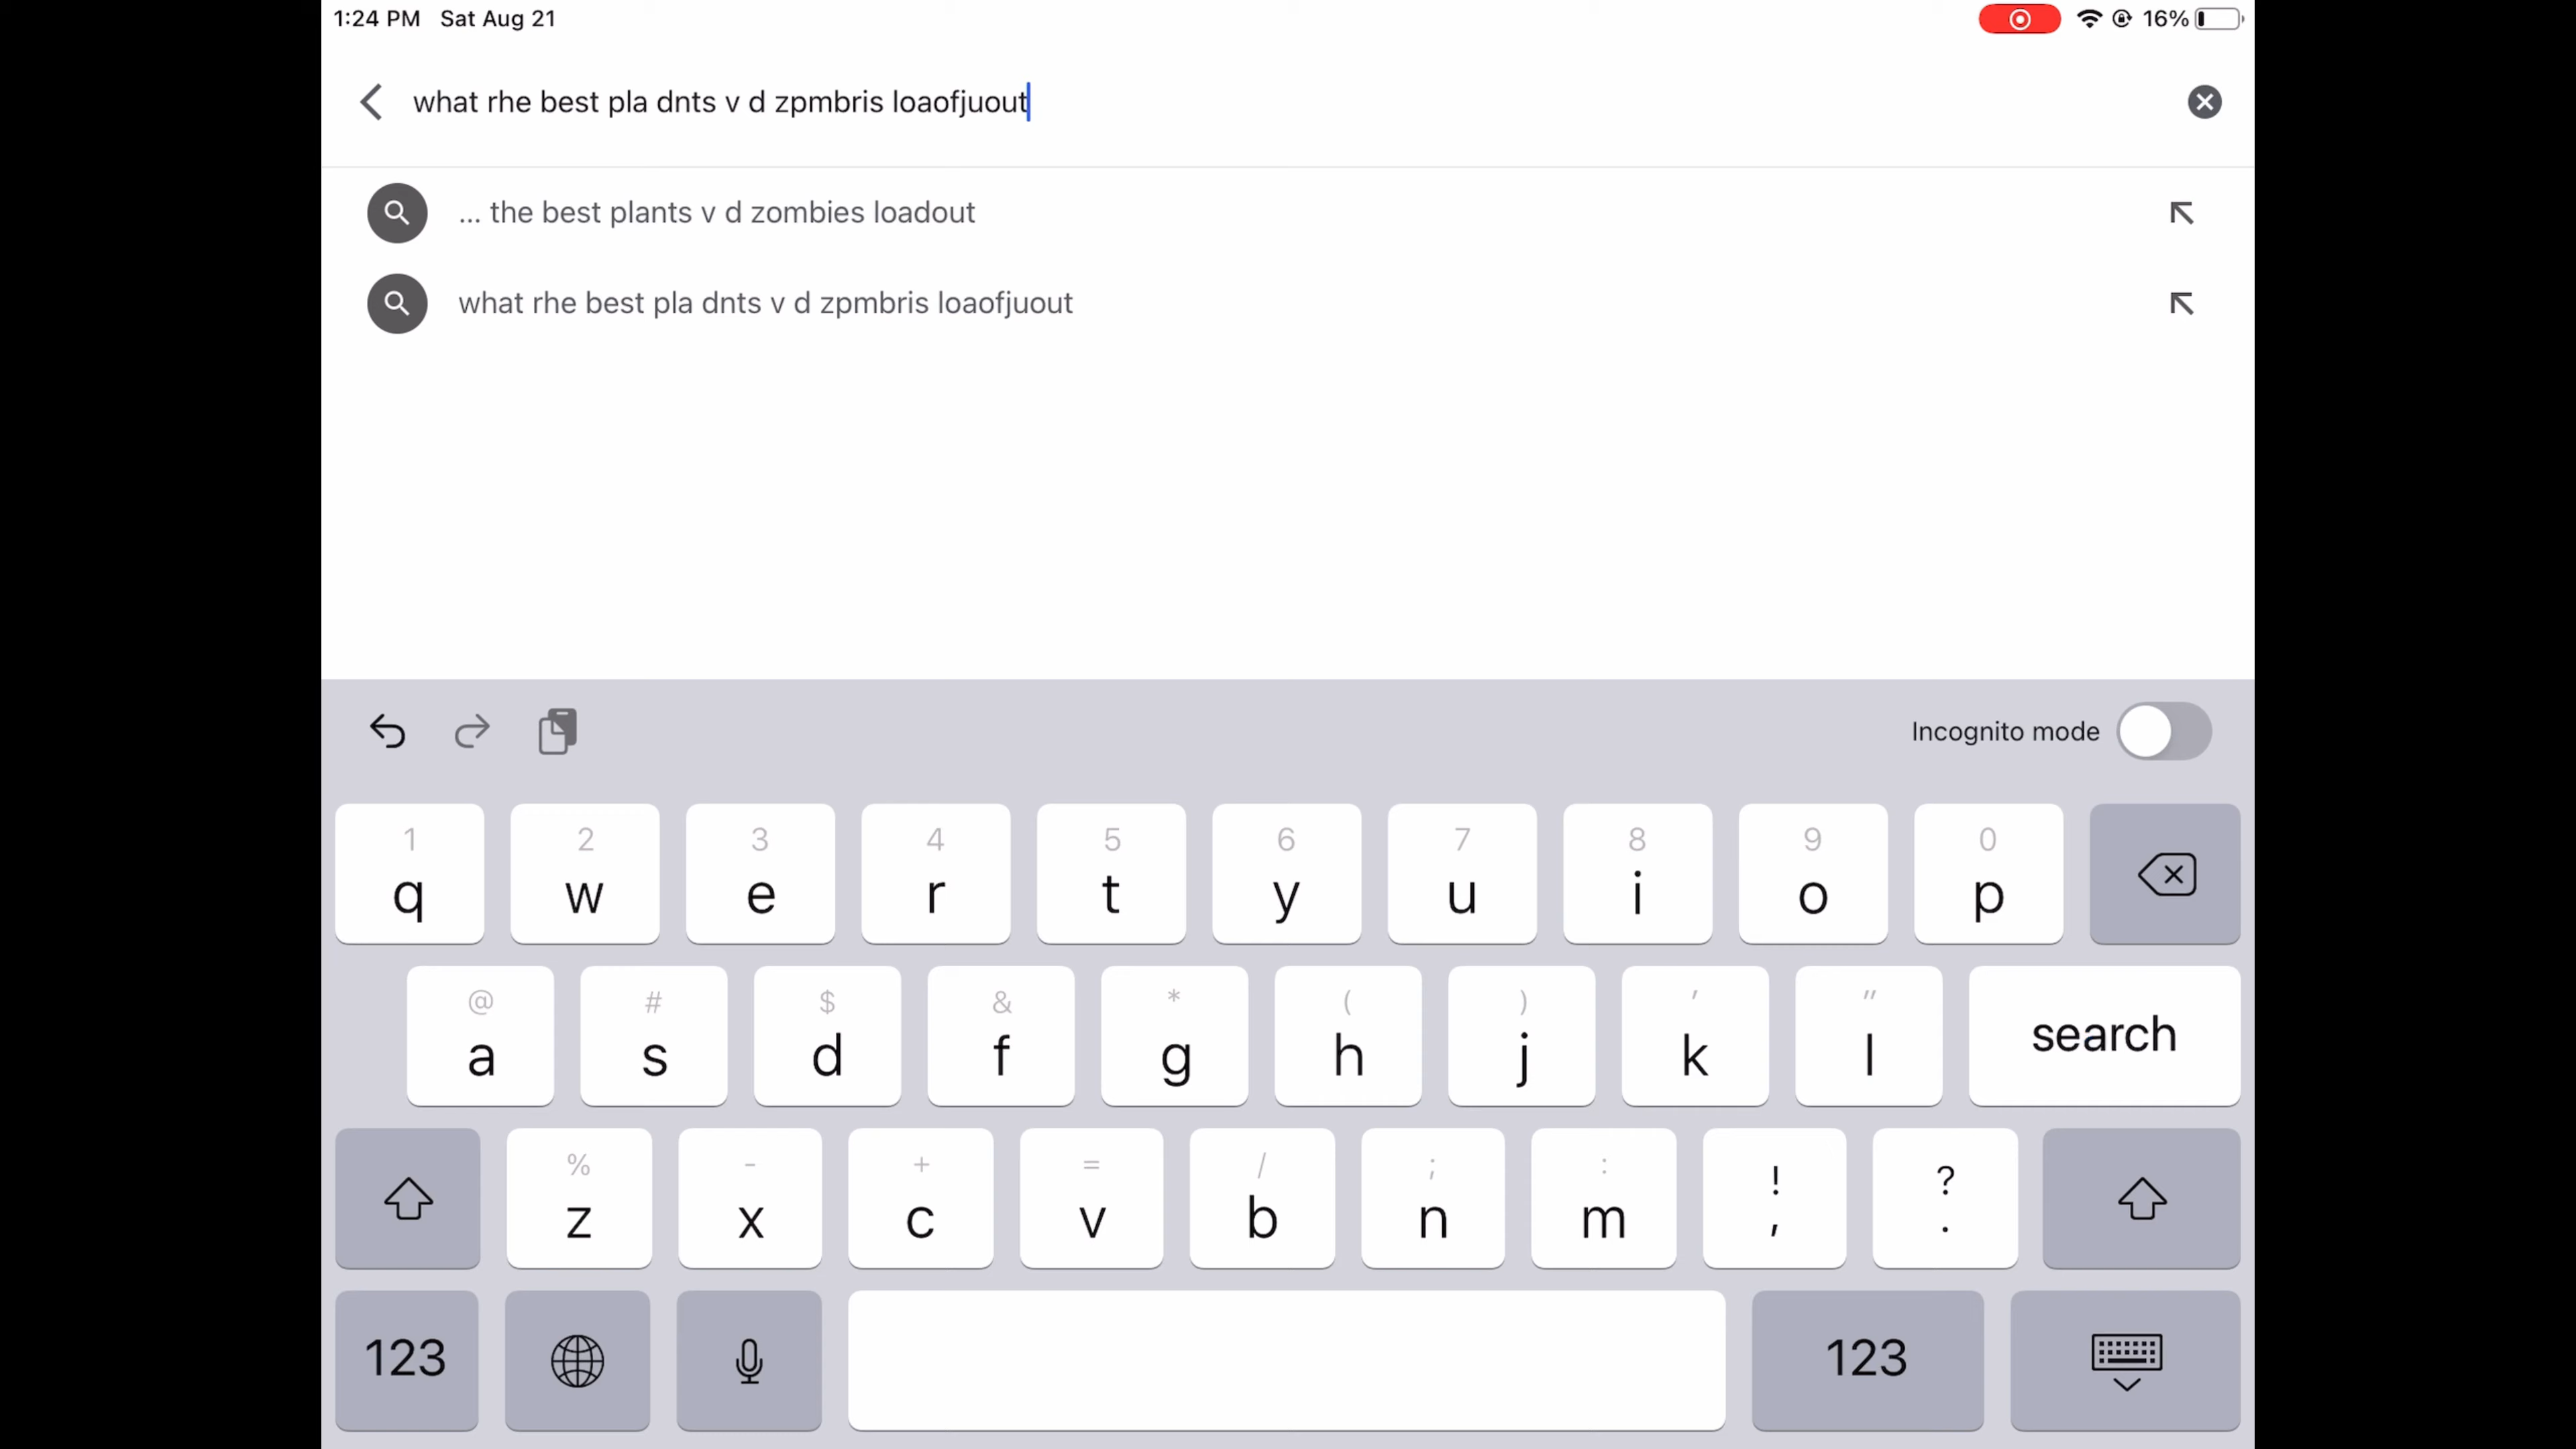 1:24 PM Sat Aug 21 16%
what rhe best pla dnts v d zpmbris loaofjuout
... the best plants v d zombies loadout
what rhe best pla dnts v d zpmbris loaofjuout
Incognito mode
1 2 3 4 5 6 7 8 9 0
q w e r t y u i o p
@ # $ & * ( ) ' "
a s d f g h j k l search
% - + = / ; : ! ?
z x c v b n m , .
123 123